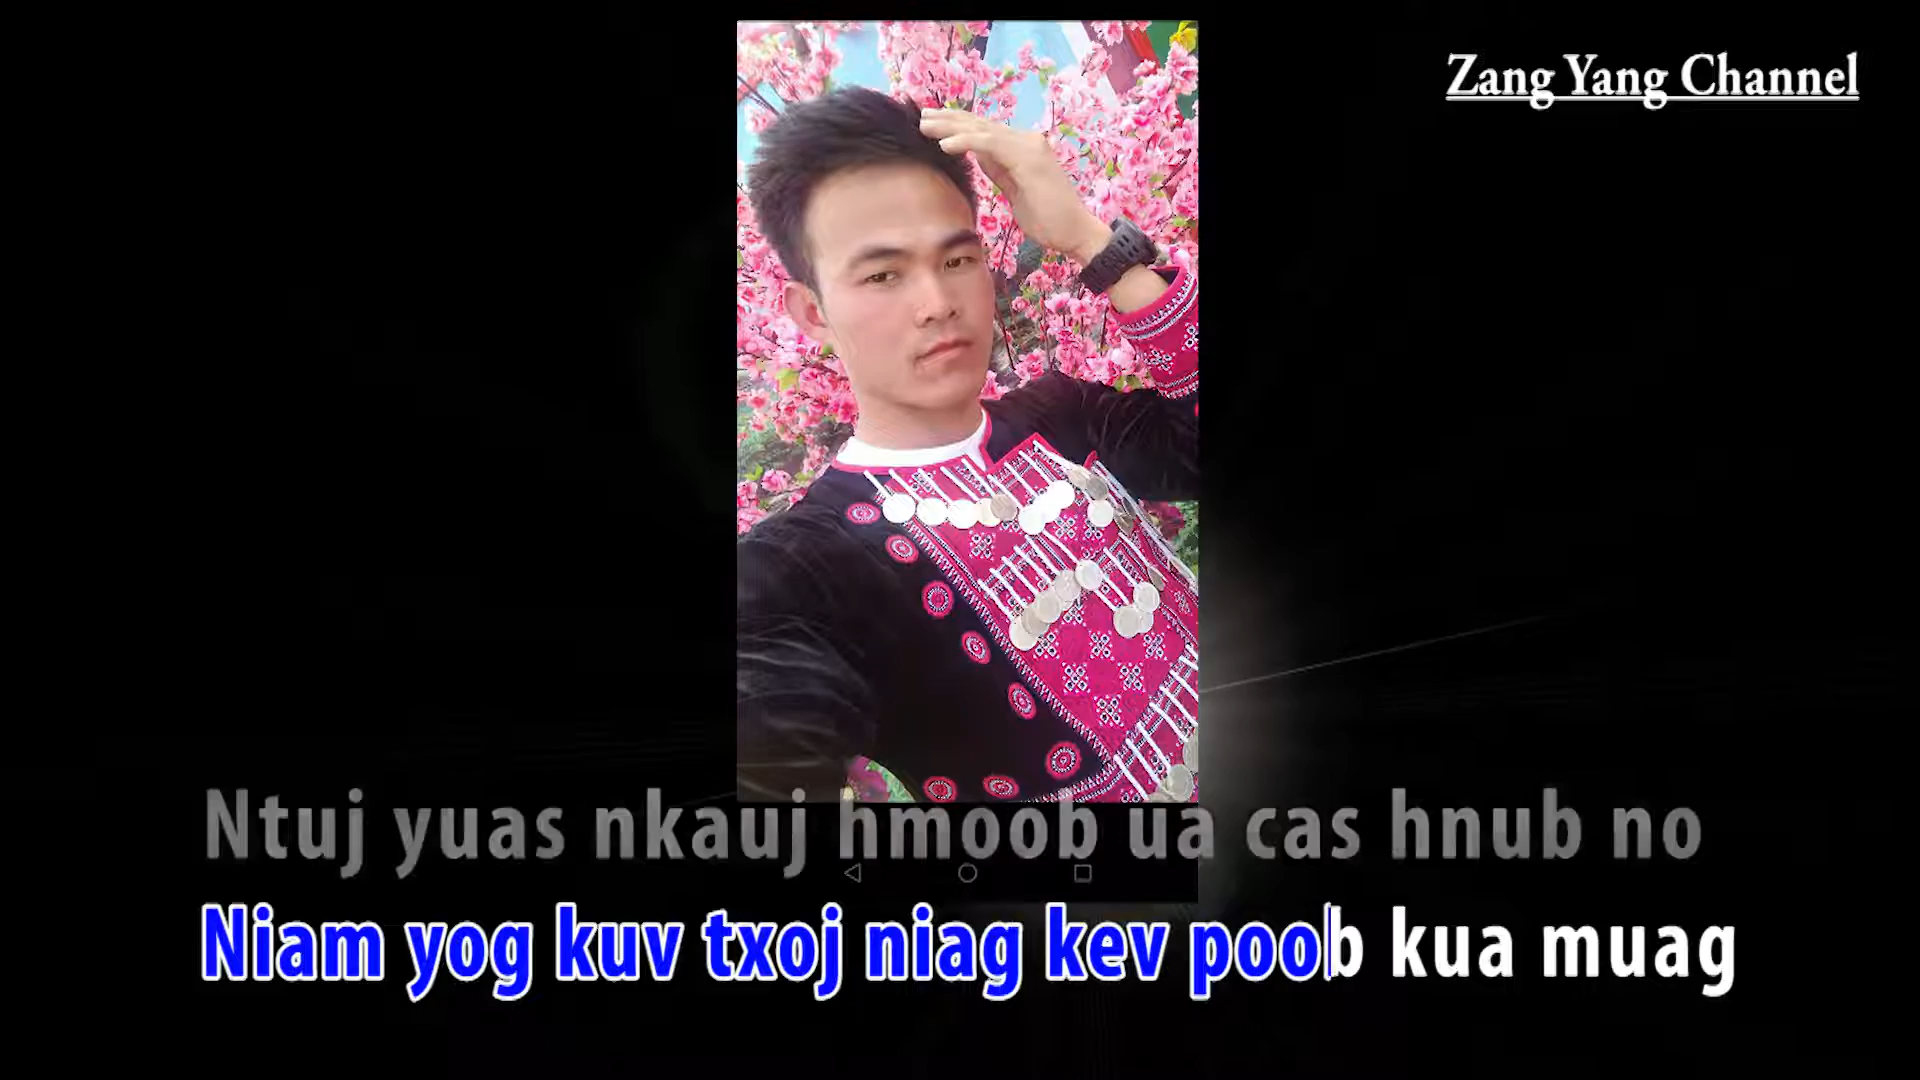 Zang Yang Channel
Ntuj yuas nkauj hmoob ua cas hnub no
Niam yog kuv txoj niag kev poob kua muag